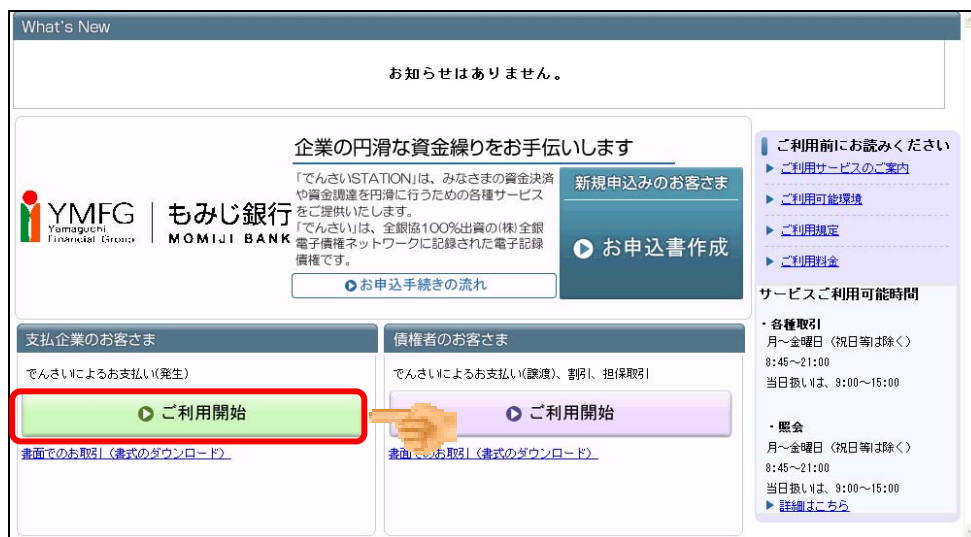 What's New
お知らせはありません。
企業の円滑な資金繰りをお手伝いします
YMFG
Yamaguchi
Financial Group
もみじ銀行
MOMIJI BANK
「でんさいSTATION」は、みなさまの資金決済
や資金調達を円滑に行うための各種サービス
をご提供いたします。
「でんさい」は、全銀協100%出資の(株)全銀
電子債権ネットワークに記録された電子記録
債権です。
お申込手続きの流れ
新規申込みのお客さま
お申込書作成
ご利用前にお読みください
ご利用サービスのご案内
ご利用可能環境
ご利用規定
ご利用料金
サービスご利用可能時間
・各種取引
月～金曜日（祝日等は除く）
8:45～21:00
当日扱いは、9:00～15:00
・照会
月～金曜日（祝日等は除く）
8:45～21:00
当日扱いは、9:00～15:00
詳細はこちら
支払企業のお客さま
でんさいによるお支払い(発生)
ご利用開始
書面でのお取引（書式のダウンロード）
債権者のお客さま
でんさいによるお支払い(譲渡)、割引、担保取引
ご利用開始
書面でのお取引（書式のダウンロード）